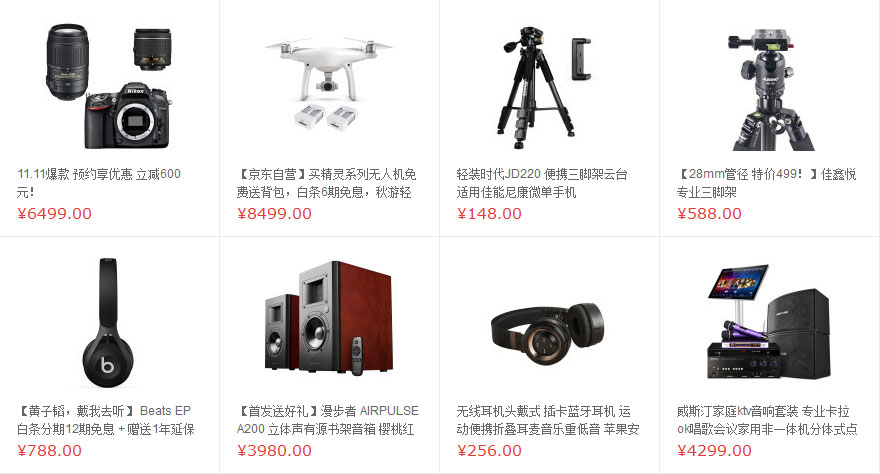 Nikon
11.11爆款 预约享优惠 立减600
元!
¥6499.00
【京东自营】买精灵系列无人机免
费送背包，白条6期免息，秋游轻
¥8499.00
轻装时代JD220 便携三脚架云台
适用佳能尼康微单手机
¥148.00
【28mm管径 特价499！】佳鑫悦
专业三脚架
¥588.00
b
【黄子韬，戴我去听】 Beats EP
白条分期12期免息＋赠送1年延保
¥788.00
【首发送好礼】漫步者 AIRPULSE
A200 立体声有源书架音箱 樱桃红
¥3980.00
无线耳机头戴式 插卡蓝牙耳机 运
动便携折叠耳麦音乐重低音 苹果安
¥256.00
威斯汀家庭ktv音响套装 专业卡拉
ok唱歌会议家用非一体机分体式点
¥4299.00